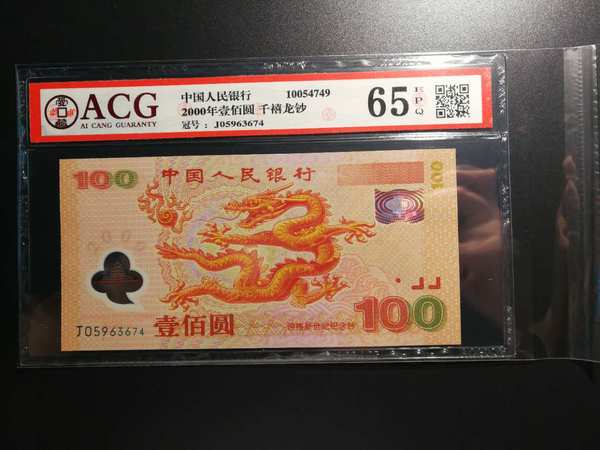 ACG
AI CANG GUARANTY
中国人民银行 10054749
2000年壹佰圆 千禧龙钞
冠号：J05963674
65 EPQ
100 中国人民银行
100
2000
J05963674
壹佰圆
迎接新世纪纪念钞
100